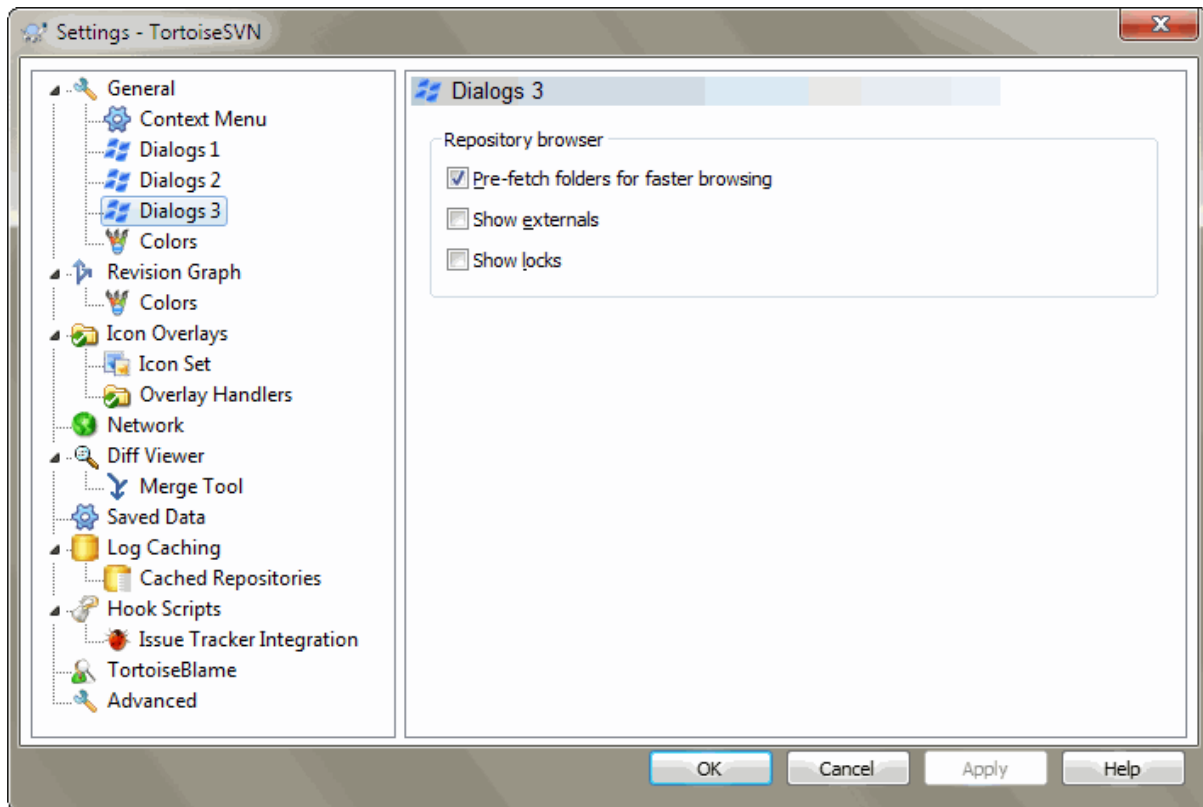 Settings - TortoiseSVN
General
Context Menu
Dialogs 1
Dialogs 2
Dialogs 3
Colors
Revision Graph
Colors
Icon Overlays
Icon Set
Overlay Handlers
Network
Diff Viewer
Merge Tool
Saved Data
Log Caching
Cached Repositories
Hook Scripts
Issue Tracker Integration
TortoiseBlame
Advanced
Dialogs 3
Repository browser
Pre-fetch folders for faster browsing
Show externals
Show locks
OK Cancel Apply Help